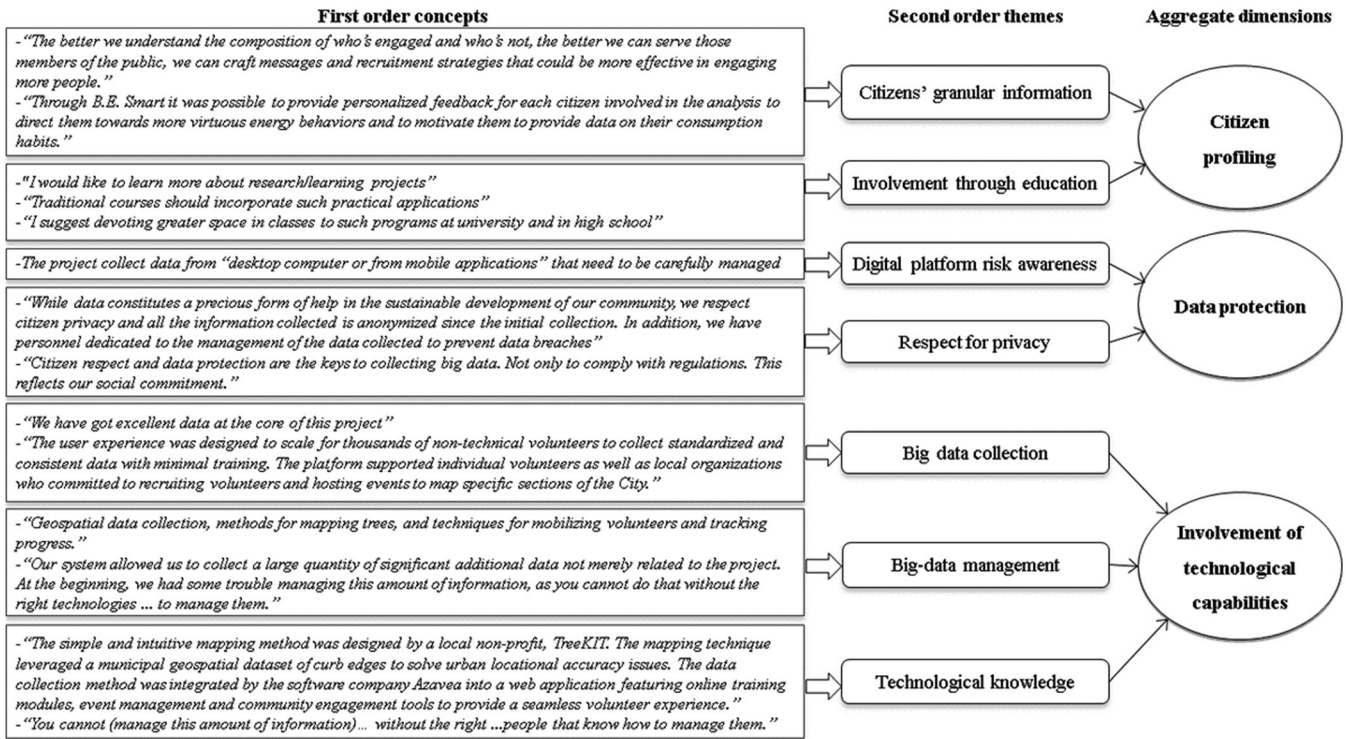 First order concepts
Second order themes
Aggregate dimensions
-“The better we understand the composition of who’s engaged and who’s not, the better we can serve those
members of the public, we can craft messages and recruitment strategies that could be more effective in engaging
more people.”
-“Through B.E. Smart it was possible to provide personalized feedback for each citizen involved in the analysis to
direct them towards more virtuous energy behaviors and to motivate them to provide data on their consumption
habits.”
Citizens’ granular information
Citizen
profiling
-"I would like to learn more about research/learning projects”
-“Traditional courses should incorporate such practical applications”
-“I suggest devoting greater space in classes to such programs at university and in high school”
Involvement through education
-The project collect data from “desktop computer or from mobile applications” that need to be carefully managed
Digital platform risk awareness
Data protection
-“While data constitutes a precious form of help in the sustainable development of our community, we respect
citizen privacy and all the information collected is anonymized since the initial collection. In addition, we have
personnel dedicated to the management of the data collected to prevent data breaches”
-“Citizen respect and data protection are the keys to collecting big data. Not only to comply with regulations. This
reflects our social commitment.”
Respect for privacy
-“We have got excellent data at the core of this project”
-“The user experience was designed to scale for thousands of non-technical volunteers to collect standardized and
consistent data with minimal training. The platform supported individual volunteers as well as local organizations
who committed to recruiting volunteers and hosting events to map specific sections of the City.”
Big data collection
-“Geospatial data collection, methods for mapping trees, and techniques for mobilizing volunteers and tracking
progress.”
-“Our system allowed us to collect a large quantity of significant additional data not merely related to the project.
At the beginning, we had some trouble managing this amount of information, as you cannot do that without the
right technologies ... to manage them.”
Big-data management
Involvement of
technological
capabilities
-“The simple and intuitive mapping method was designed by a local non-profit, TreeKIT. The mapping technique
leveraged a municipal geospatial dataset of curb edges to solve urban locational accuracy issues. The data
collection method was integrated by the software company Azavea into a web application featuring online training
modules, event management and community engagement tools to provide a seamless volunteer experience.”
-“You cannot (manage this amount of information)... without the right ...people that know how to manage them.”
Technological knowledge